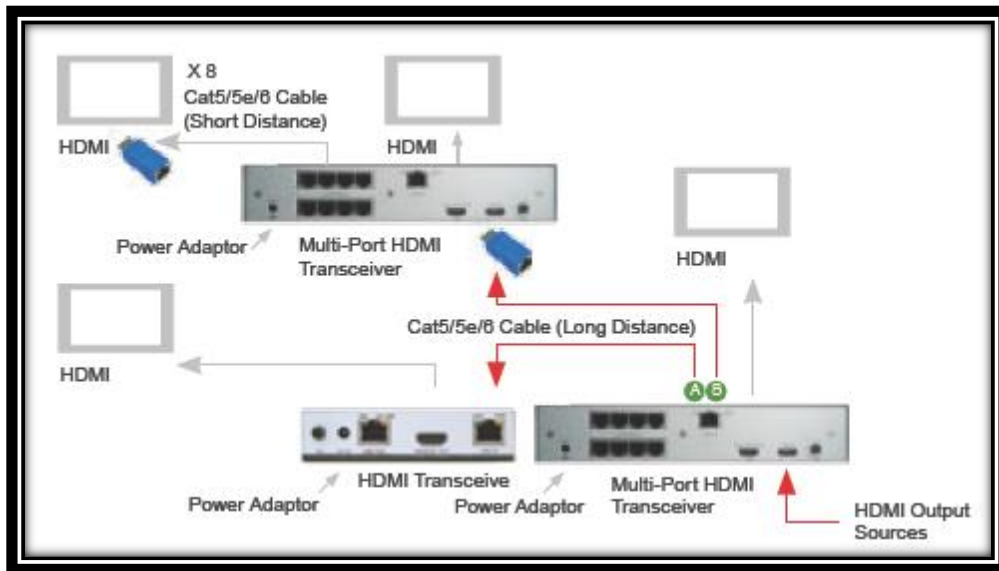 X 8
Cat5/5e/6 Cable
(Short Distance)
HDMI
HDMI
Power Adaptor
Multi-Port HDMI
Transceiver
HDMI
Cat5/5e/6 Cable (Long Distance)
HDMI
A B
HDMI Transceive
Power Adaptor
Power Adaptor
Multi-Port HDMI
Transceiver
HDMI Output
Sources